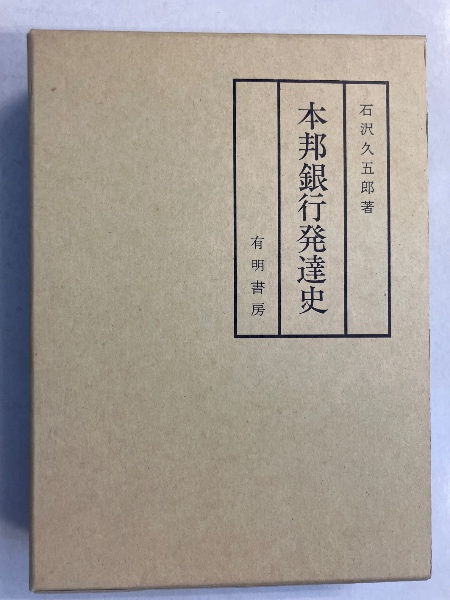 石沢久五郎著
本邦銀行発達史
有明書房